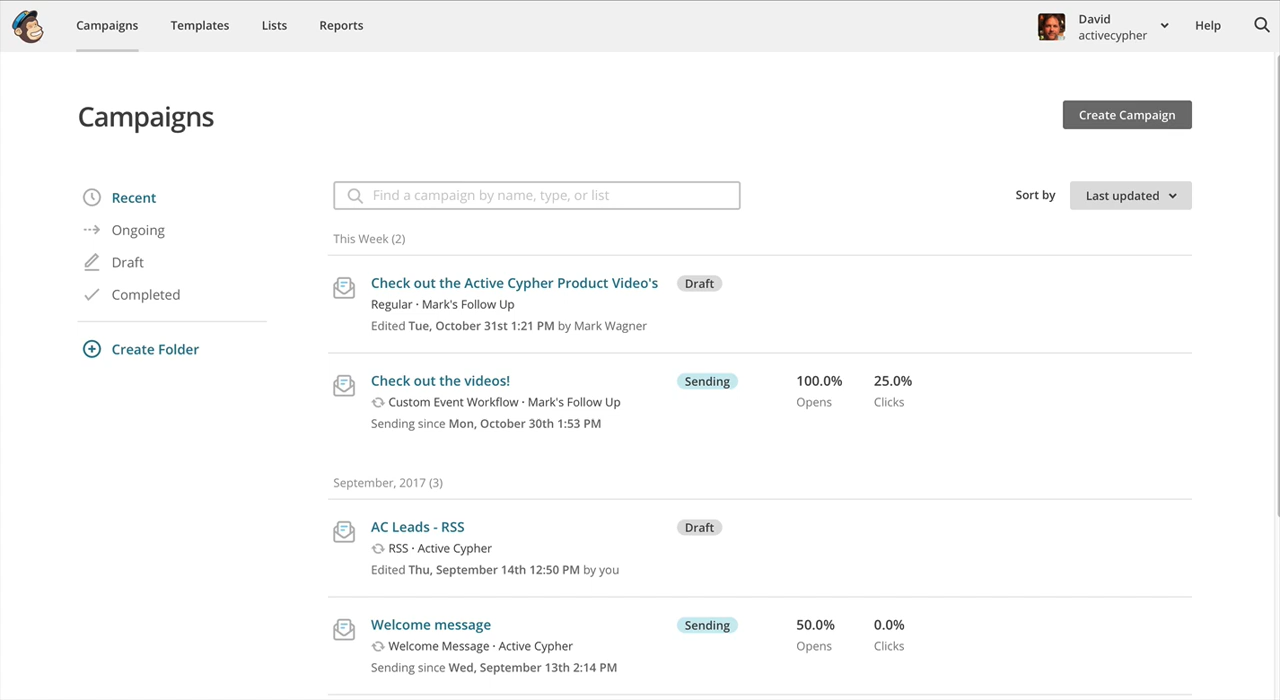 Campaigns Templates Lists Reports
David
activecypher
Help
Campaigns
Create Campaign
Recent
Ongoing
Draft
Completed
Create Folder
Find a campaign by name, type, or list
Sort by Last updated
This Week (2)
Check out the Active Cypher Product Video's Draft
Regular · Mark's Follow Up
Edited Tue, October 31st 1:21 PM by Mark Wagner
Check out the videos! Sending 100.0% 25.0%
Custom Event Workflow · Mark's Follow Up Opens Clicks
Sending since Mon, October 30th 1:53 PM
September, 2017 (3)
AC Leads - RSS Draft
RSS · Active Cypher
Edited Thu, September 14th 12:50 PM by you
Welcome message Sending 50.0% 0.0%
Welcome Message · Active Cypher Opens Clicks
Sending since Wed, September 13th 2:14 PM